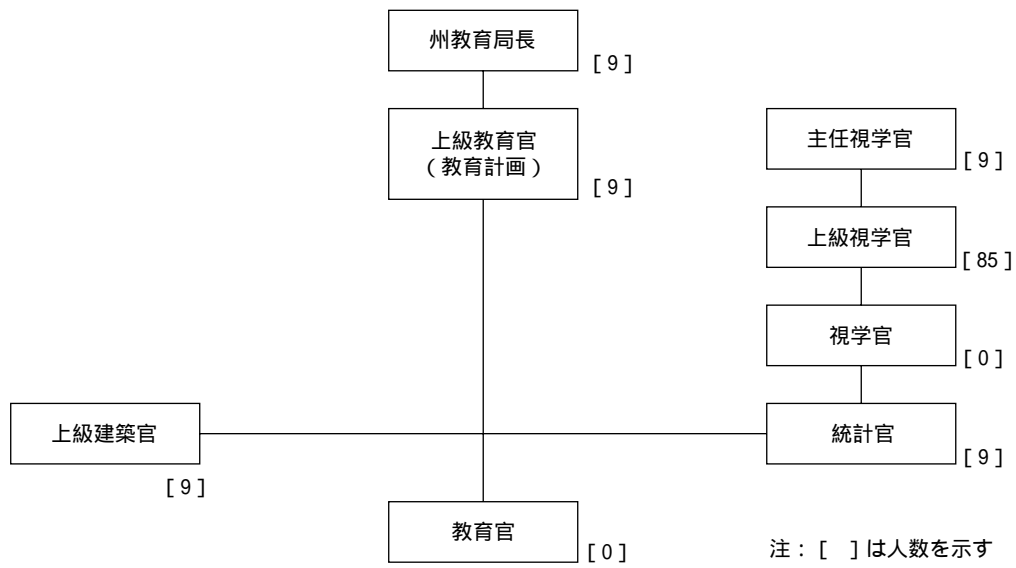 州教育局長
[ 9 ]
上級教育官
（教育計画）
[ 9 ]
主任視学官
[ 9 ]
上級視学官
[ 85 ]
視学官
[ 0 ]
上級建築官
[ 9 ]
統計官
[ 9 ]
教育官
[ 0 ]
注：[　]は人数を示す